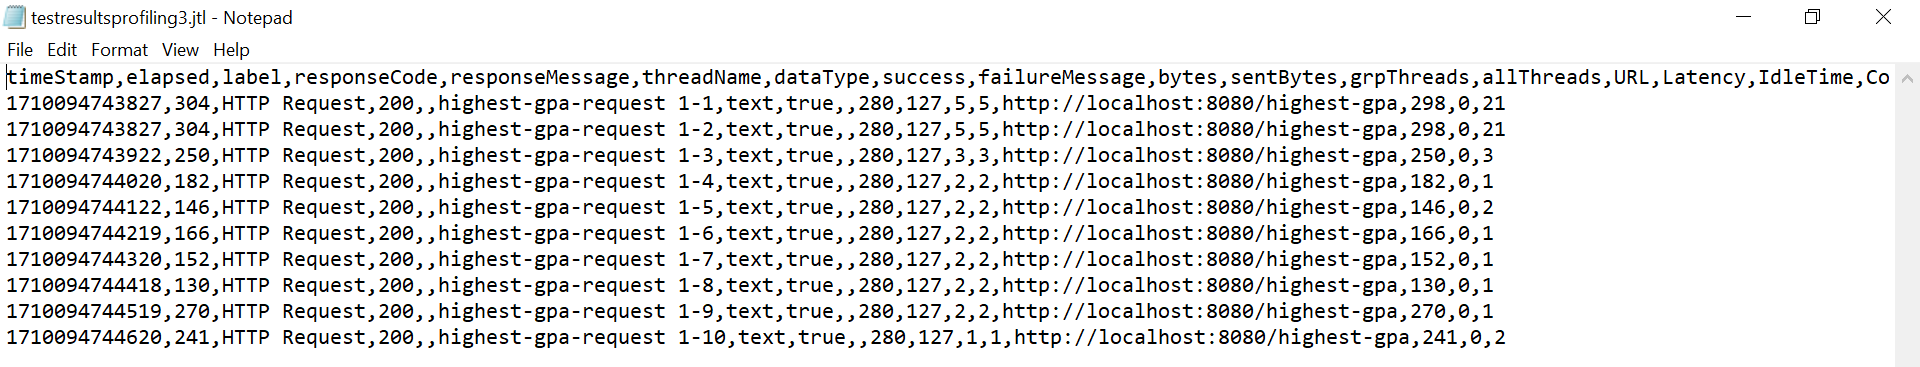 testresultsprofiling3.jtl - Notepad
File Edit Format View Help
timeStamp,elapsed,label,responseCode,responseMessage,threadName,dataType,success,failureMessage,bytes,sentBytes,grpThreads,allThreads,URL,Latency,IdleTime,Co
1710094743827,304,HTTP Request,200,,highest-gpa-request 1-1,text,true,,280,127,5,5,http://localhost:8080/highest-gpa,298,0,21
1710094743827,304,HTTP Request,200,,highest-gpa-request 1-2,text,true,,280,127,5,5,http://localhost:8080/highest-gpa,298,0,21
1710094743922,250,HTTP Request,200,,highest-gpa-request 1-3,text,true,,280,127,3,3,http://localhost:8080/highest-gpa,250,0,3
1710094744020,182,HTTP Request,200,,highest-gpa-request 1-4,text,true,,280,127,2,2,http://localhost:8080/highest-gpa,182,0,1
1710094744122,146,HTTP Request,200,,highest-gpa-request 1-5,text,true,,280,127,2,2,http://localhost:8080/highest-gpa,146,0,2
1710094744219,166,HTTP Request,200,,highest-gpa-request 1-6,text,true,,280,127,2,2,http://localhost:8080/highest-gpa,166,0,1
1710094744320,152,HTTP Request,200,,highest-gpa-request 1-7,text,true,,280,127,2,2,http://localhost:8080/highest-gpa,152,0,1
1710094744418,130,HTTP Request,200,,highest-gpa-request 1-8,text,true,,280,127,2,2,http://localhost:8080/highest-gpa,130,0,1
1710094744519,270,HTTP Request,200,,highest-gpa-request 1-9,text,true,,280,127,2,2,http://localhost:8080/highest-gpa,270,0,1
1710094744620,241,HTTP Request,200,,highest-gpa-request 1-10,text,true,,280,127,1,1,http://localhost:8080/highest-gpa,241,0,2